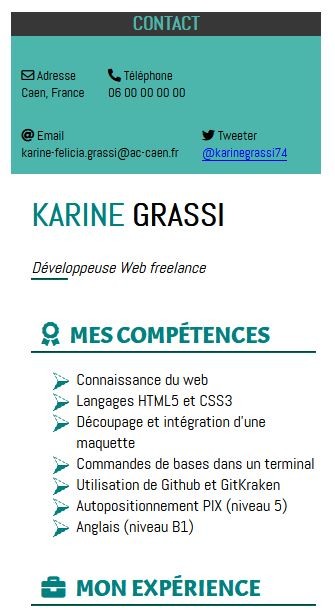 CONTACT
Adresse
Caen, France
Téléphone
06 00 00 00 00
Email
karine-felicia.grassi@ac-caen.fr
Tweeter
@karinegrassi74
KARINE GRASSI
Développeuse Web freelance
MES COMPÉTENCES
Connaissance du web
Langages HTML5 et CSS3
Découpage et intégration d'une
maquette
Commandes de bases dans un terminal
Utilisation de Github et GitKraken
Autopositionnement PIX (niveau 5)
Anglais (niveau B1)
MON EXPÉRIENCE